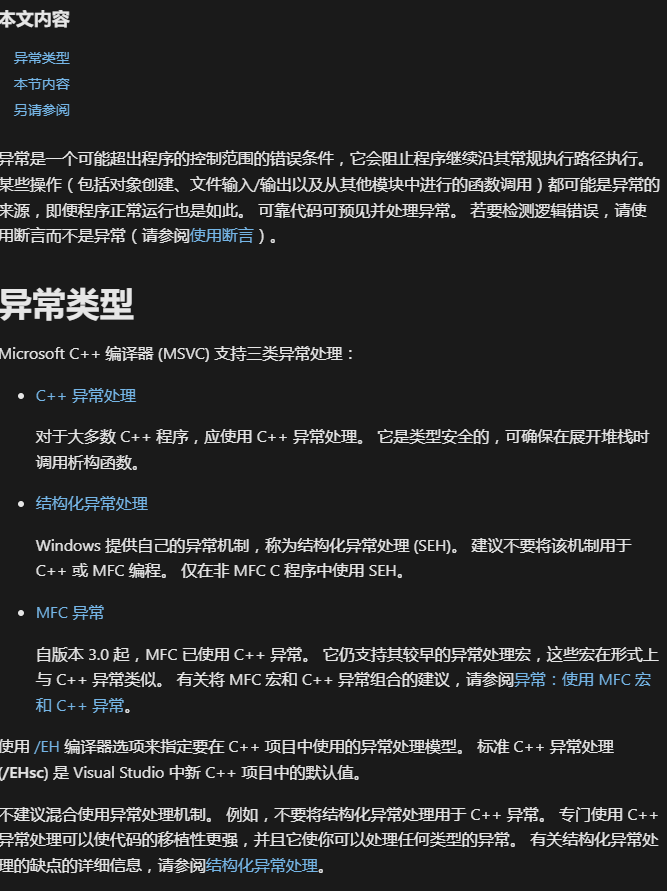 本文内容
异常类型
本节内容
另请参阅
异常是一个可能超出程序的控制范围的错误条件，它会阻止程序继续沿其常规执行路径执行。
某些操作（包括对象创建、文件输入/输出以及从其他模块中进行的函数调用）都可能是异常的
来源，即便程序正常运行也是如此。 可靠代码可预见并处理异常。 若要检测逻辑错误，请使
用断言而不是异常（请参阅使用断言）。
异常类型
Microsoft C++ 编译器 (MSVC) 支持三类异常处理：
• C++ 异常处理
对于大多数 C++ 程序，应使用 C++ 异常处理。 它是类型安全的，可确保在展开堆栈时
调用析构函数。
• 结构化异常处理
Windows 提供自己的异常机制，称为结构化异常处理 (SEH)。 建议不要将该机制用于
C++ 或 MFC 编程。 仅在非 MFC C 程序中使用 SEH。
• MFC 异常
自版本 3.0 起，MFC 已使用 C++ 异常。 它仍支持其较早的异常处理宏，这些宏在形式上
与 C++ 异常类似。 有关将 MFC 宏和 C++ 异常组合的建议，请参阅异常：使用 MFC 宏
和 C++ 异常。
使用 /EH 编译器选项来指定要在 C++ 项目中使用的异常处理模型。 标准 C++ 异常处理
(/EHsc) 是 Visual Studio 中新 C++ 项目中的默认值。
不建议混合使用异常处理机制。 例如，不要将结构化异常处理用于 C++ 异常。 专门使用 C++
异常处理可以使代码的移植性更强，并且它使你可以处理任何类型的异常。 有关结构化异常处
理的缺点的详细信息，请参阅结构化异常处理。